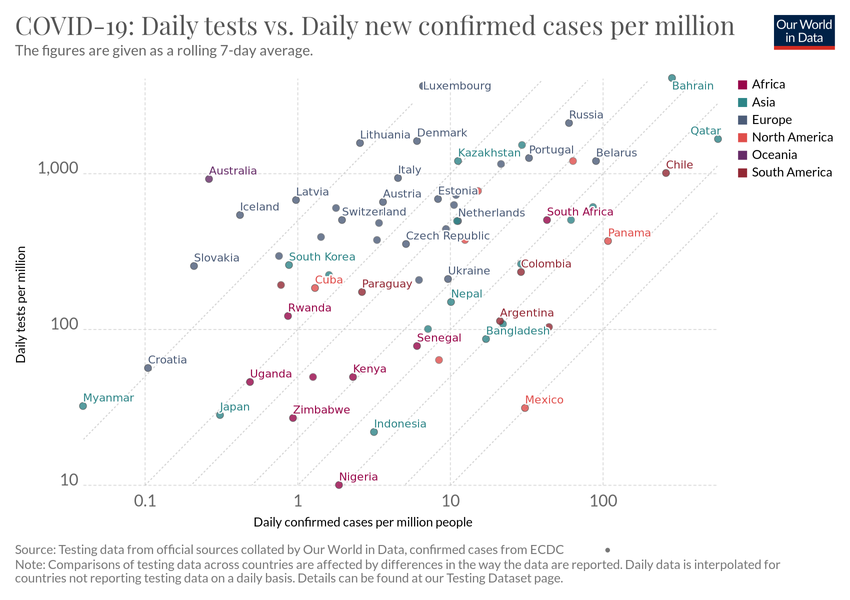 COVID-19: Daily tests vs. Daily new confirmed cases per million
The figures are given as a rolling 7-day average.
Our World
in Data
Luxembourg
Bahrain
Africa
Asia
Europe
North America
Oceania
South America
Russia
Qatar
Lithuania
Denmark
Kazakhstan
Portugal
Belarus
1,000
Australia
Italy
Chile
Latvia
Austria
Estonia
Iceland
Switzerland
Netherlands
South Africa
Czech Republic
Panama
Slovakia
South Korea
Colombia
Ukraine
Cuba
Paraguay
Nepal
Rwanda
Argentina
100
Bangladesh
Senegal
Croatia
Uganda
Kenya
Myanmar
Japan
Zimbabwe
Mexico
Indonesia
Nigeria
10
Daily tests per million
0.1
1
10
100
Daily confirmed cases per million people
Source: Testing data from official sources collated by Our World in Data, confirmed cases from ECDC
Note: Comparisons of testing data across countries are affected by differences in the way the data are reported. Daily data is interpolated for
countries not reporting testing data on a daily basis. Details can be found at our Testing Dataset page.